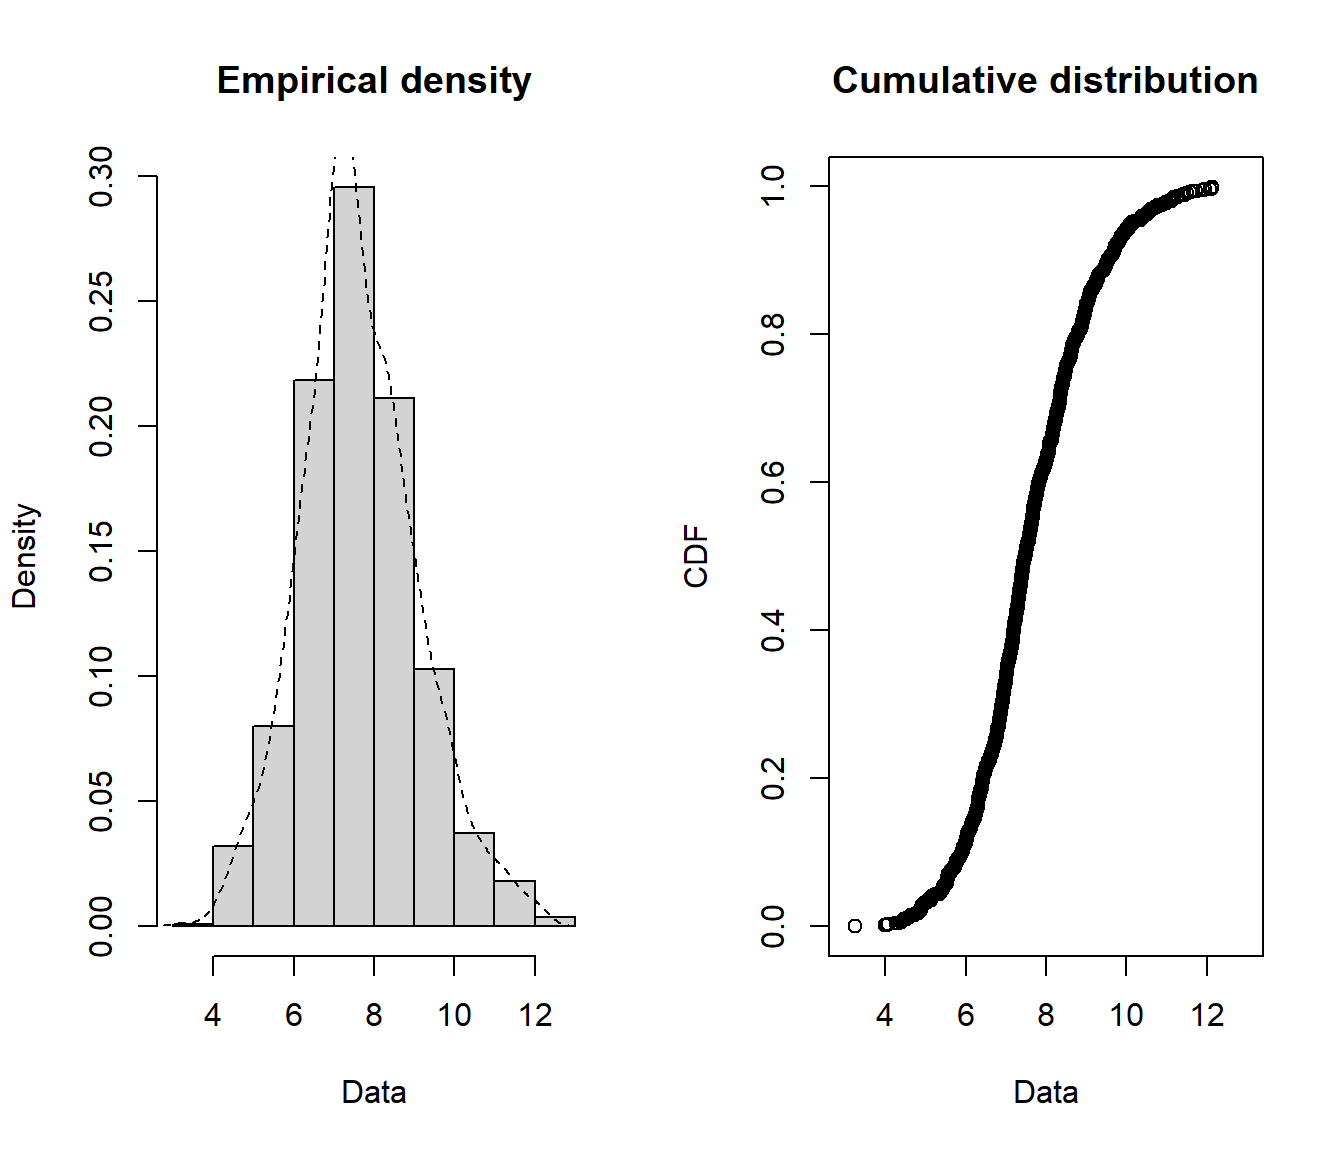 Empirical density
Density
0.00 0.05 0.10 0.15 0.20 0.25 0.30
4 6 8 10 12
Data
Cumulative distribution
CDF
0.0 0.2 0.4 0.6 0.8 1.0
4 6 8 10 12
Data